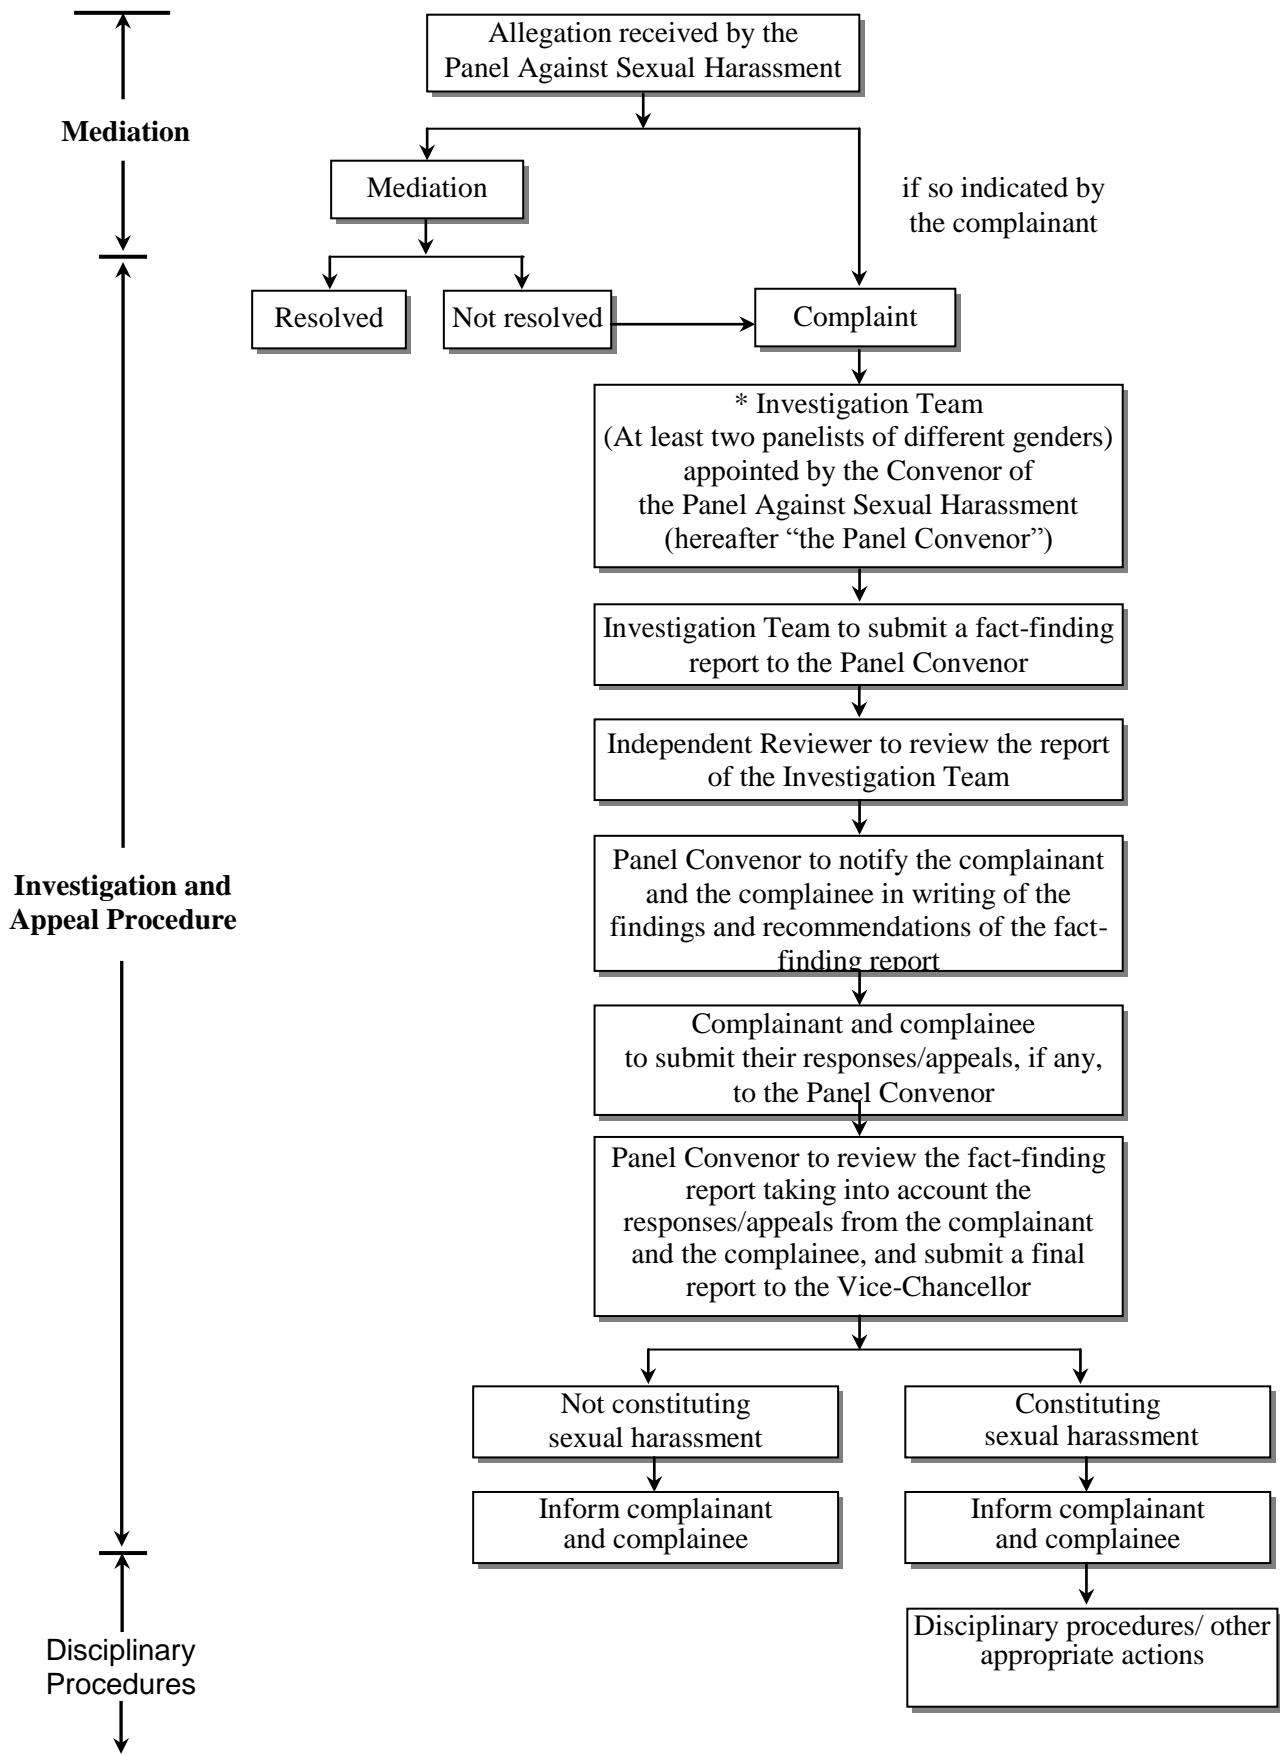 Allegation received by the
Panel Against Sexual Harassment
Mediation
Mediation
if so indicated by
the complainant
Resolved
Not resolved
Complaint
* Investigation Team
(At least two panelists of different genders)
appointed by the Convenor of
the Panel Against Sexual Harassment
(hereafter “the Panel Convenor”)
Investigation Team to submit a fact-finding
report to the Panel Convenor
Independent Reviewer to review the report
of the Investigation Team
Panel Convenor to notify the complainant
and the complainee in writing of the
findings and recommendations of the fact-
finding report
Investigation and
Appeal Procedure
Complainant and complainee
to submit their responses/appeals, if any,
to the Panel Convenor
Panel Convenor to review the fact-finding
report taking into account the
responses/appeals from the complainant
and the complainee, and submit a final
report to the Vice-Chancellor
Not constituting
sexual harassment
Constituting
sexual harassment
Inform complainant
and complainee
Inform complainant
and complainee
Disciplinary
Procedures
Disciplinary procedures/ other
appropriate actions